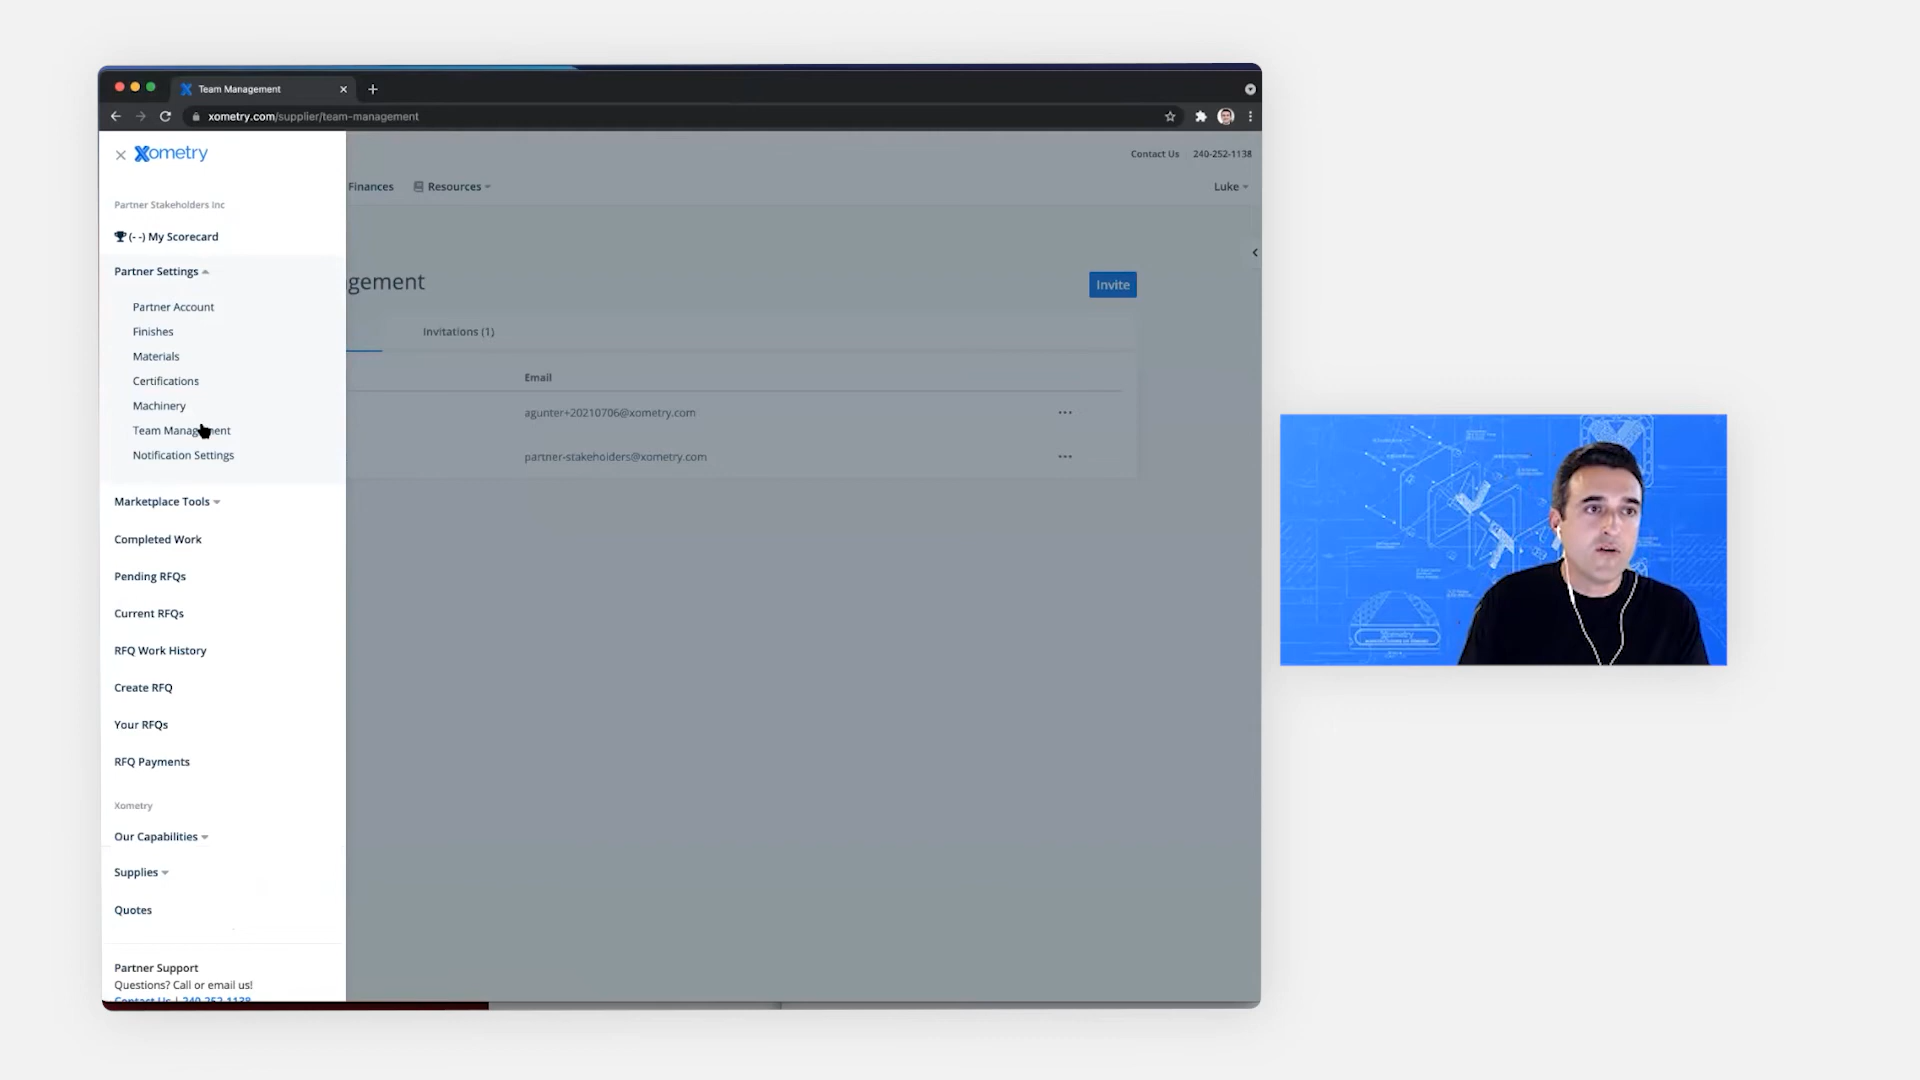 Team Management
xometry.com/supplier/team-management
Xometry
Contact Us 240-252-1138
Finances Resources Luke
Partner Stakeholders Inc
(- -) My Scorecard
Partner Settings
gement
Invite
Partner Account
Finishes
Invitations (1)
Materials
Certifications
Email
Machinery
agunter+20210706@xometry.com
Team Management
Notification Settings
partner-stakeholders@xometry.com
Marketplace Tools
Completed Work
Pending RFQs
Current RFQs
RFQ Work History
Create RFQ
Your RFQs
RFQ Payments
Xometry
Our Capabilities
Supplies
Quotes
Partner Support
Questions? Call or email us!
Contact Us | 240-252-1138
Xometry